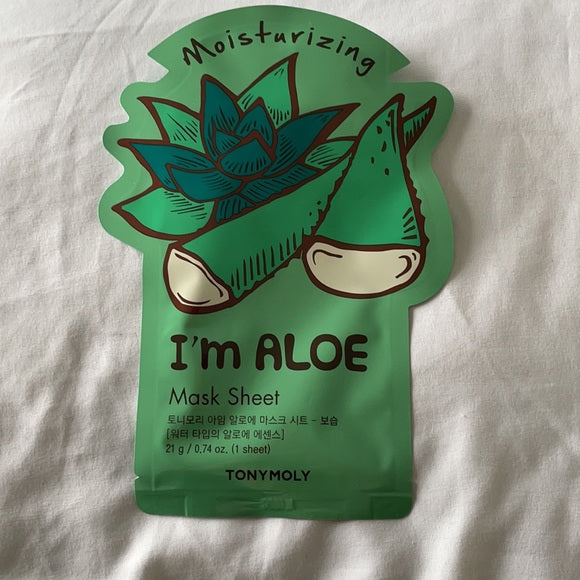 Moisturizing
I'm ALOE
Mask Sheet
토니모리 아임 알로에 마스크 시트 - 보습
[워터 타입의 알로에 에센스]
21 g / 0.74 oz. (1 sheet)
TONYMOLY